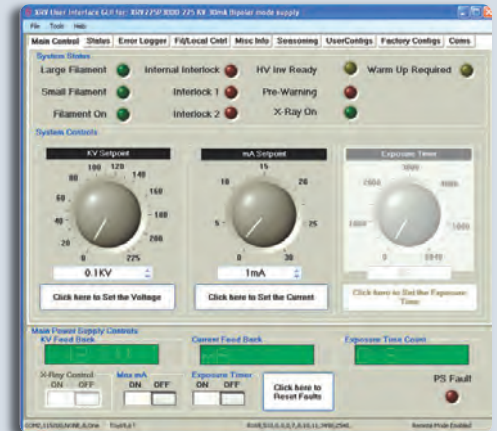 XRV User Interface GUI for: XRV225P3000 225 KV 30mA Bipolar mode supply
File Tools Help
Main Control Status Error Logger Fil/Local Cntrl Misc Info Seasoning UserConfigs Factory Configs Coms
System Status
Large Filament Internal Interlock HV Inv Ready Warm Up Required
Small Filament Interlock 1 Pre-Warning
Filament On Interlock 2 X-Ray On
System Controls
KV Setpoint mA Setpoint Exposure Timer
100 120 15
80 140 10 20
60 160
40 180 5 25
20 200
0 225 0 30
0.1KV 1mA
Click here to Set the Voltage Click here to Set the Current Click here to Set the Exposure
Time
Main Power Supply Controls
KV Feed Back Current Feed Back Exposure Time Count
X-Ray Control Max mA Exposure Timer PS Fault
ON OFF ON OFF ON OFF Click here to
Reset Faults
Remote Mode Enabled